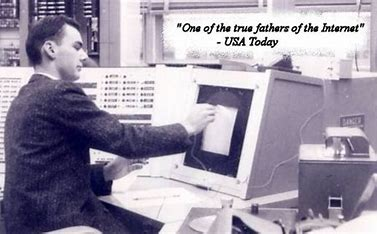 "One of the true fathers of the Internet"
- USA Today
DANGER